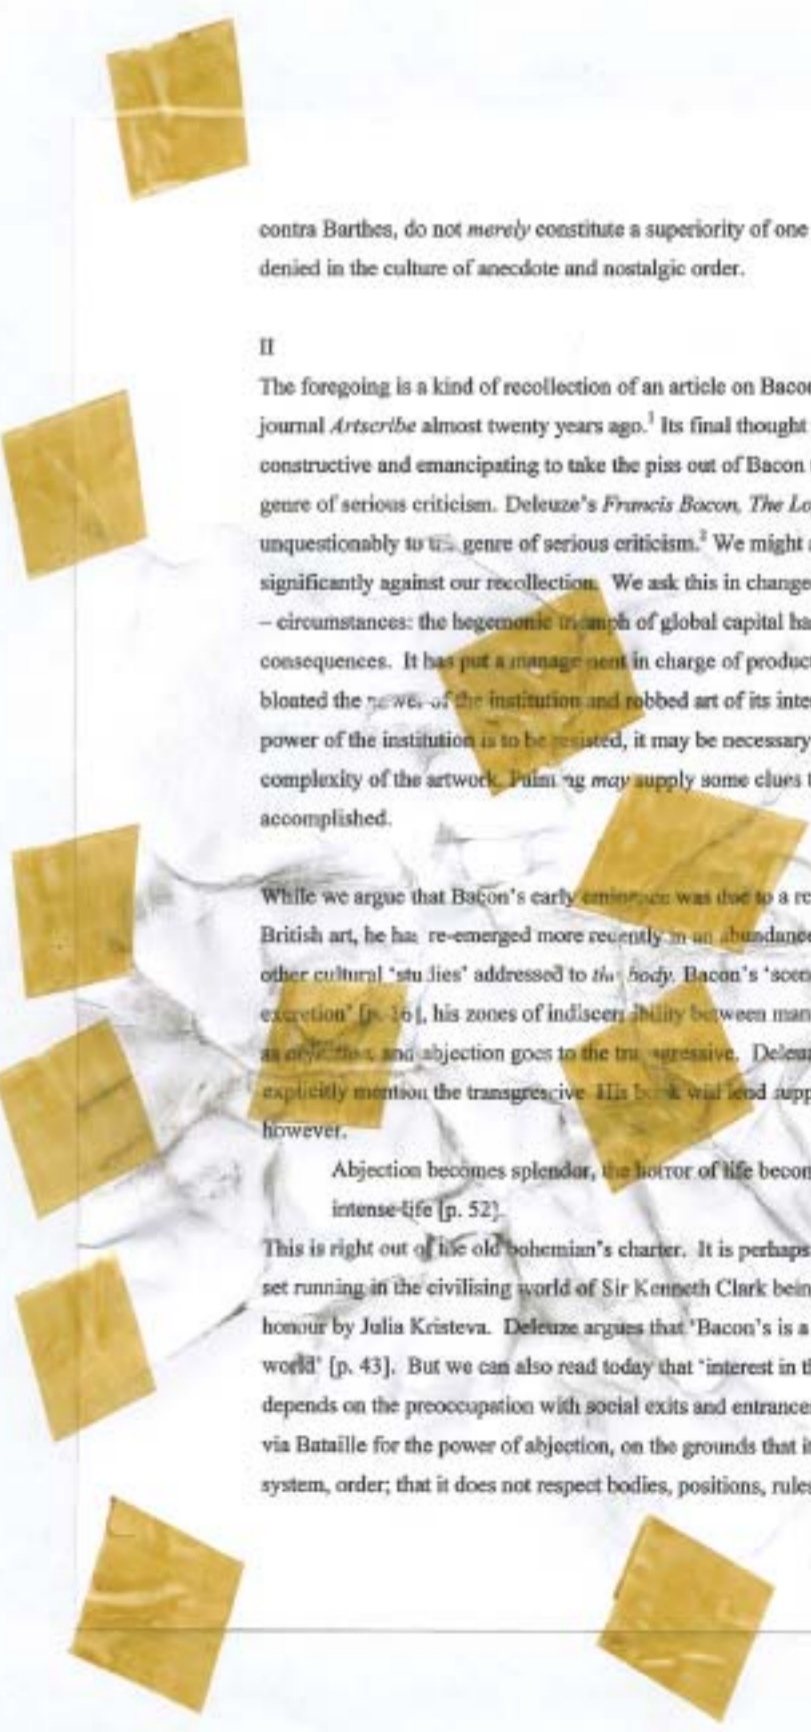 contra Barthes, do not merely constitute a superiority of one
denied in the culture of anecdote and nostalgic order.
II
The foregoing is a kind of recollection of an article on Bacon
journal Artscribe almost twenty years ago.1 Its final thought
constructive and emancipating to take the piss out of Bacon
genre of serious criticism. Deleuze's Francis Bacon, The Lo
unquestionably to genre of serious criticism.2 We might
significantly against our recollection. We ask this in change
– circumstances: the hegemonic triumph of global capital ha
consequences. It has put a management in charge of product
bloated the power of the institution and robbed art of its inte
power of the institution is to be resisted, it may be necessary
complexity of the artwork. Painting may supply some clues t
accomplished.
While we argue that Bacon's early eminence was due to a re
British art, he has re-emerged more recently in an abundance
other cultural 'studies' addressed to the body. Bacon's 'scen
excretion' [p. 16], his zones of indiscernibility between man
as and abjection goes to the transgressive. Deleuz
explicitly mention the transgressive His book will lend supp
however.
Abjection becomes splendor, the horror of life becom
intense life [p. 52].
This is right out of the old bohemian's charter. It is perhaps
set running in the civilising world of Sir Kenneth Clark bein
honour by Julia Kristeva. Deleuze argues that 'Bacon's is a
world' [p. 43]. But we can also read today that 'interest in th
depends on the preoccupation with social exits and entrance
via Bataille for the power of abjection, on the grounds that i
system, order; that it does not respect bodies, positions, rules